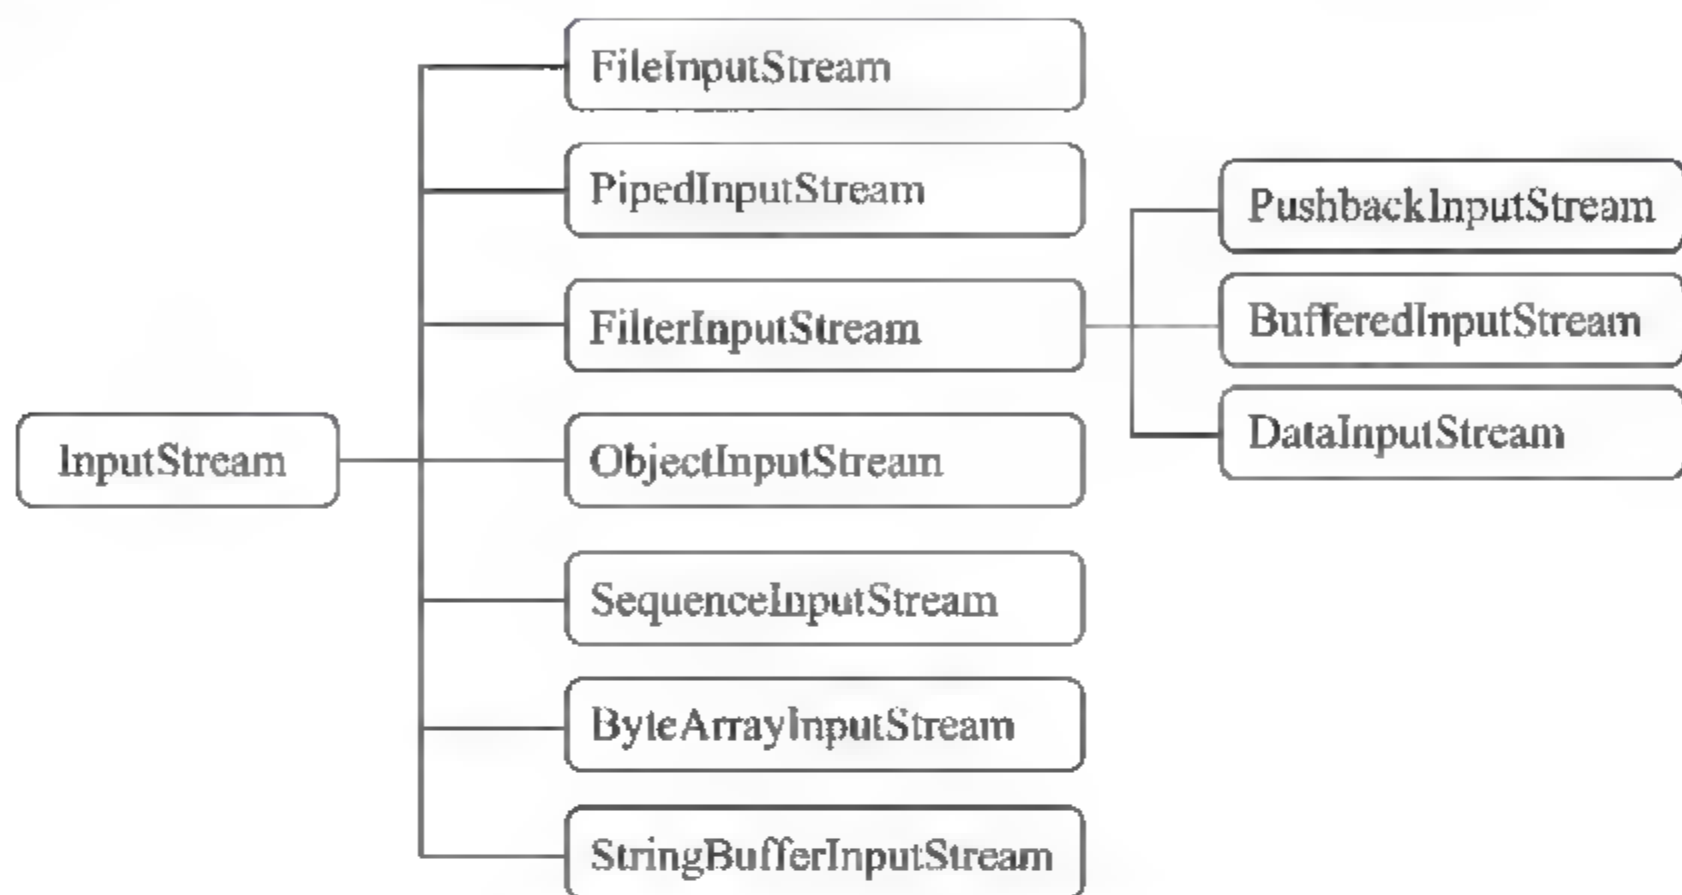 FileInputStream
PipedInputStream
FilterInputStream
InputStream
ObjectInputStream
SequenceInputStream
ByteArrayInputStream
StringBufferInputStream
PushbackInputStream
BufferedInputStream
DataInputStream